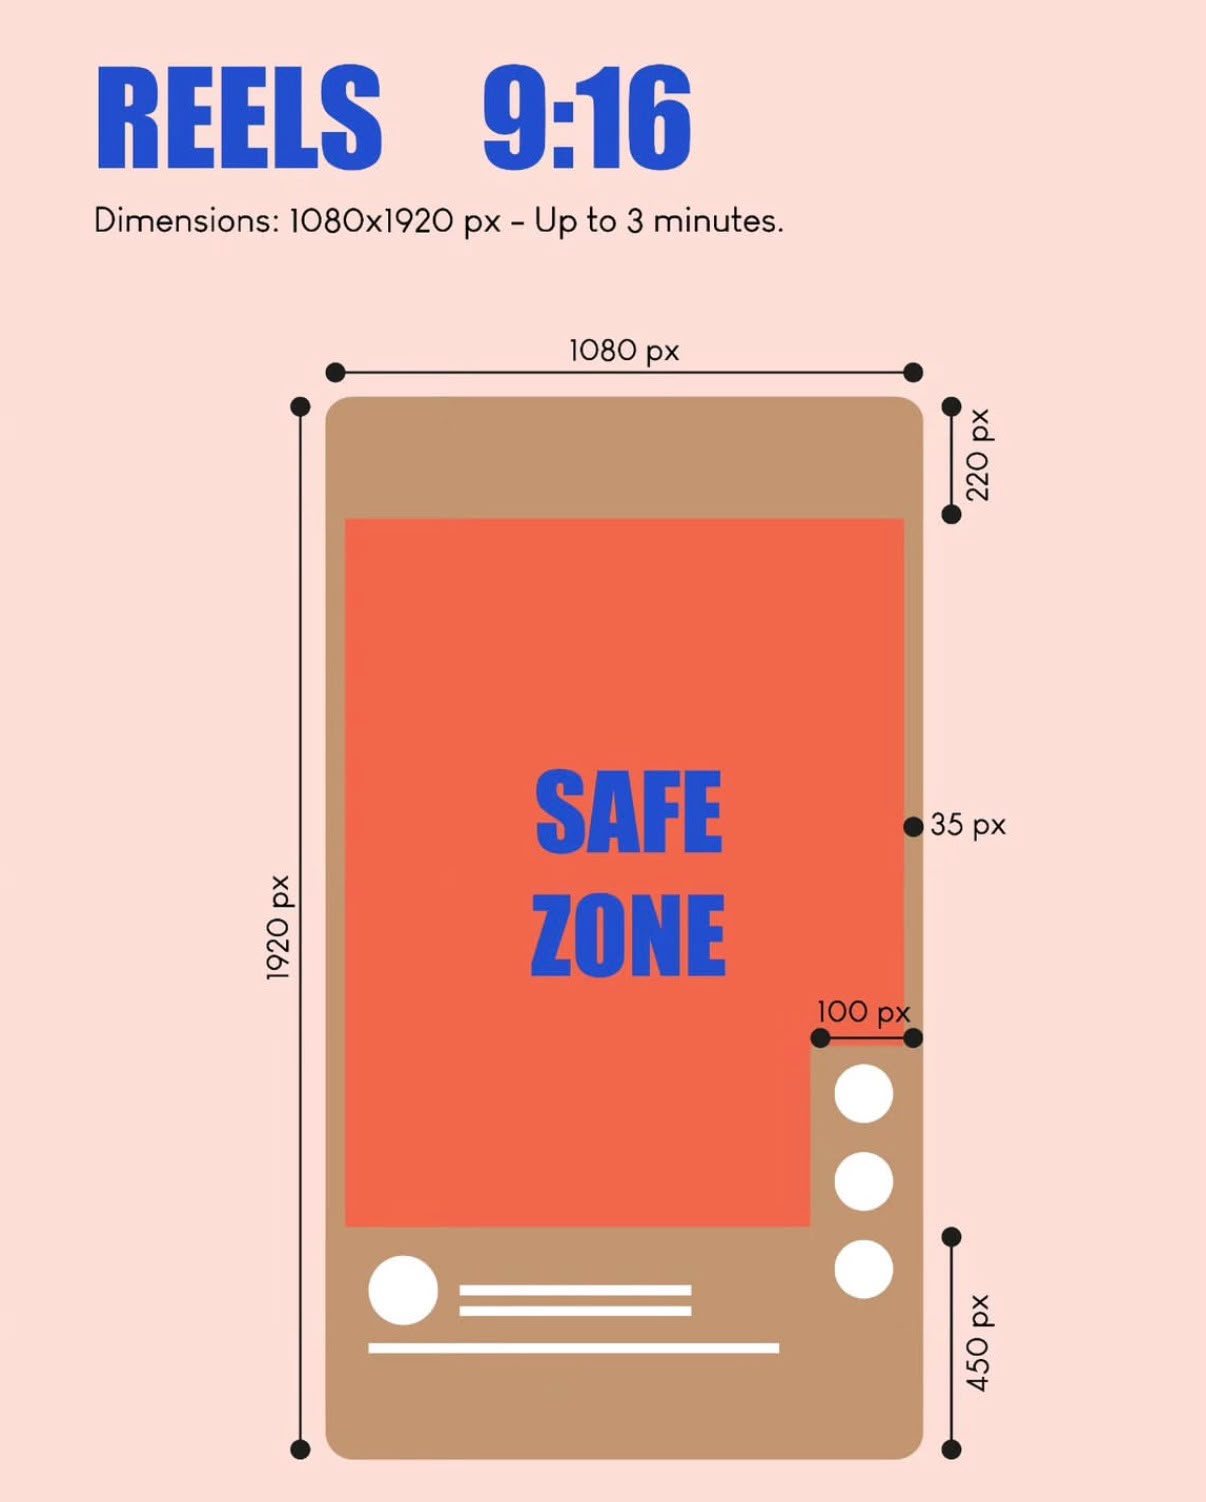 REELS 9:16
Dimensions: 1080x1920 px - Up to 3 minutes.
1080 px
220 px
SAFE
ZONE
35 px
1920 px
100 px
450 px